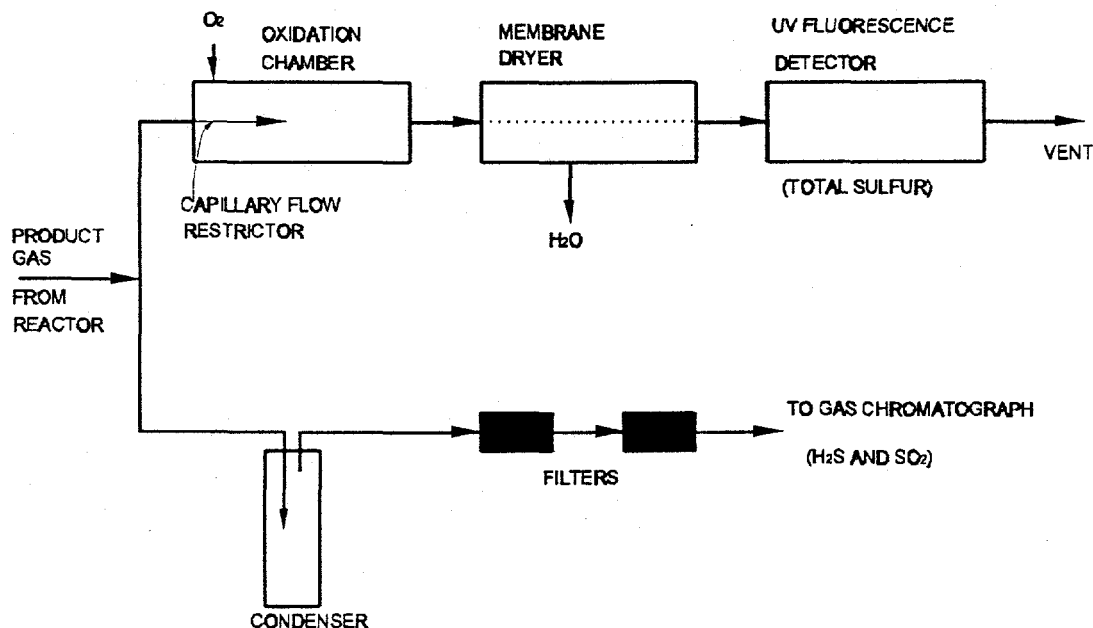 O₂
OXIDATION
CHAMBER
MEMBRANE
DRYER
UV FLUORESCENCE
DETECTOR
VENT
(TOTAL SULFUR)
CAPILLARY FLOW
RESTRICTOR
H₂O
PRODUCT
GAS
FROM
REACTOR
TO GAS CHROMATOGRAPH
(H₂S AND SO₂)
FILTERS
CONDENSER